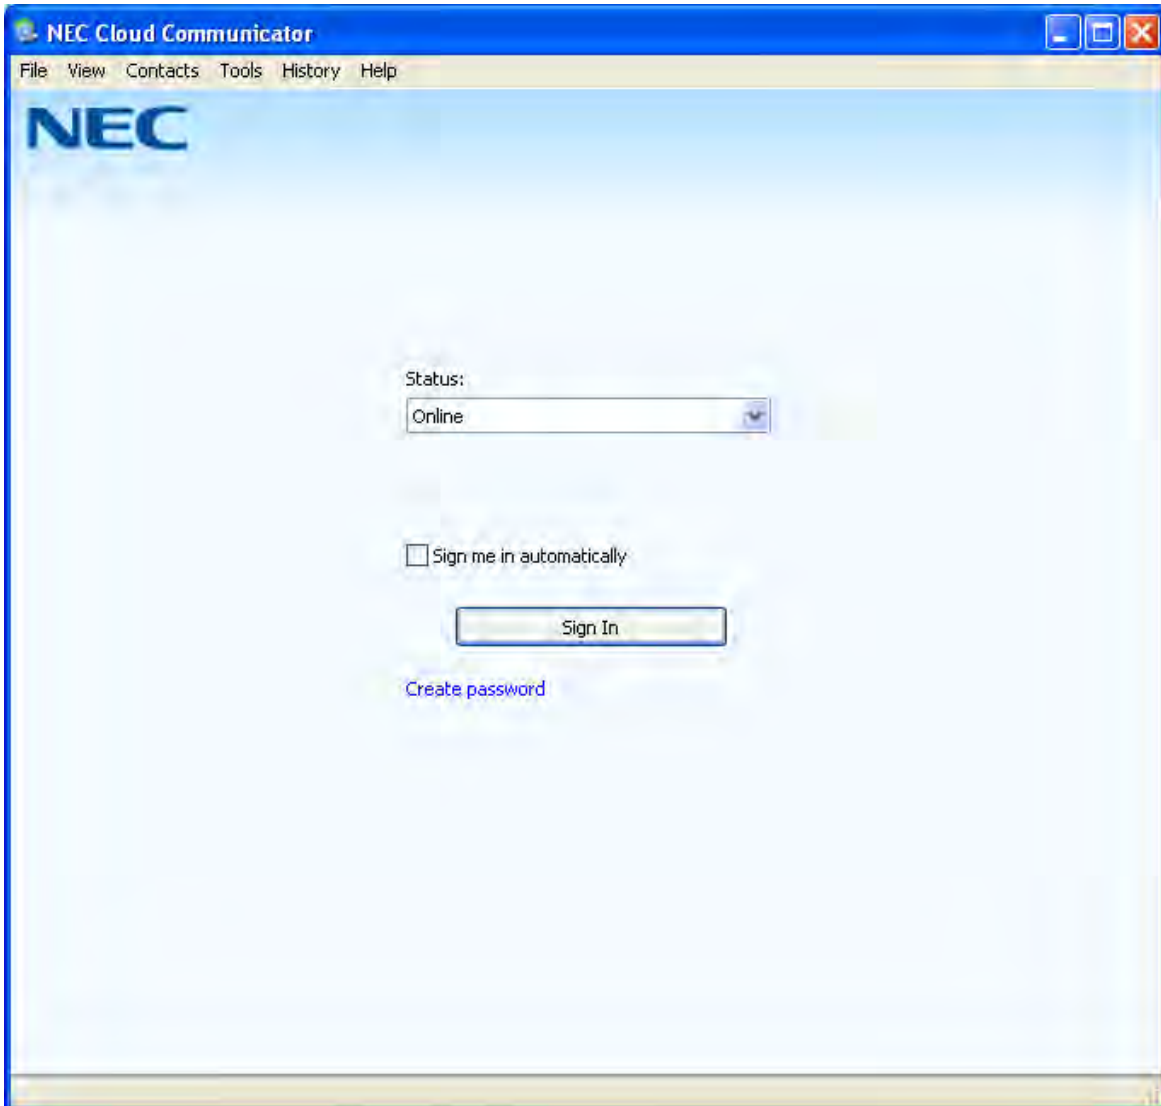 NEC Cloud Communicator
File View Contacts Tools History Help
NEC
Status:
Online
Sign me in automatically
Sign In
Create password